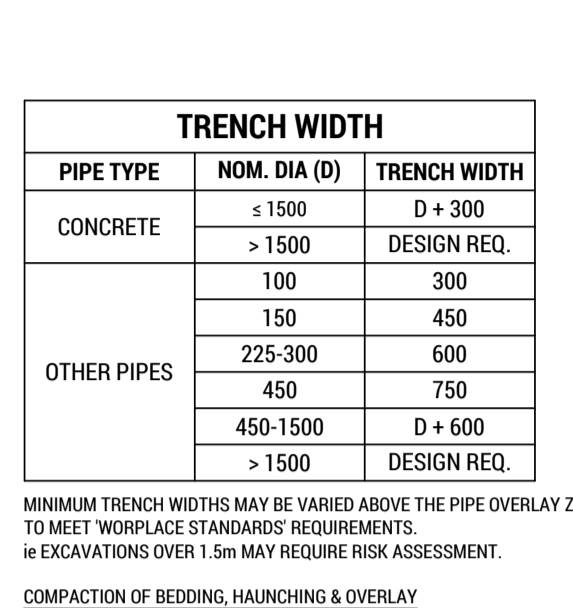 TRENCH WIDTH
PIPE TYPE NOM. DIA (D) TRENCH WIDTH
CONCRETE ≤ 1500 D + 300
> 1500 DESIGN REQ.
OTHER PIPES 100 300
150 450
225-300 600
450 750
450-1500 D + 600
> 1500 DESIGN REQ.
MINIMUM TRENCH WIDTHS MAY BE VARIED ABOVE THE PIPE OVERLAY Z
TO MEET 'WORPLACE STANDARDS' REQUIREMENTS.
ie EXCAVATIONS OVER 1.5m MAY REQUIRE RISK ASSESSMENT.
COMPACTION OF BEDDING, HAUNCHING & OVERLAY